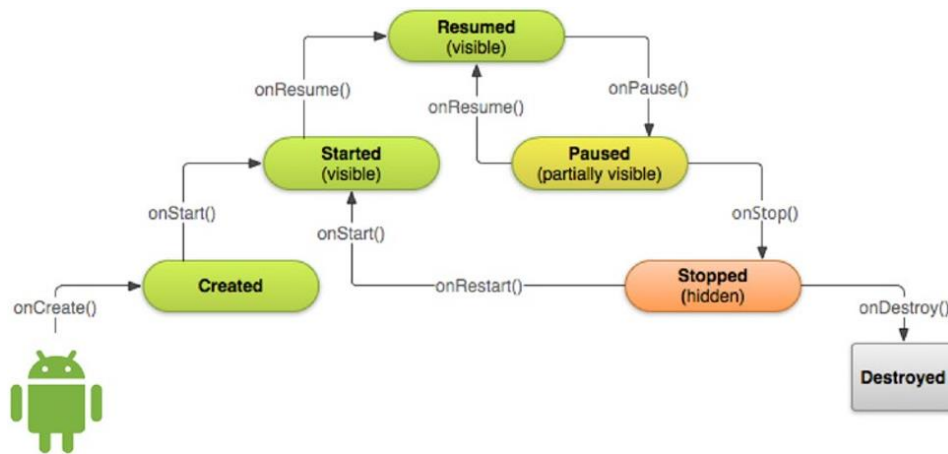 Resumed
(visible)
onResume()
onResume()
onPause()
Started
(visible)
Paused
(partially visible)
onStart()
onStart()
onStop()
Created
onRestart()
Stopped
(hidden)
onCreate()
onDestroy()
Destroyed